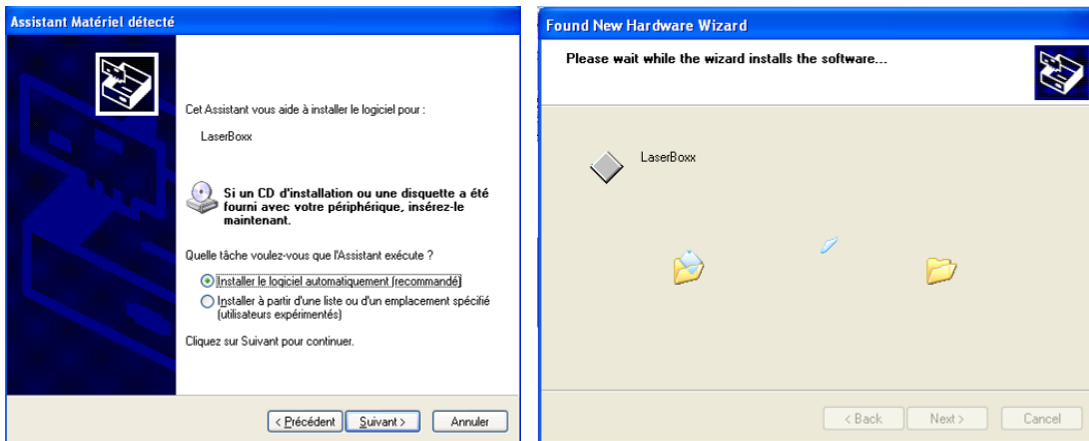 Assistant Matériel détecté
Cet Assistant vous aide à installer le logiciel pour :
LaserBoxx
Si un CD d'installation ou une disquette a été
fourni avec votre périphérique, insérez-le
maintenant.
Quelle tâche voulez-vous que l'Assistant exécute ?
Installer le logiciel automatiquement (recommandé)
Installer à partir d'une liste ou d'un emplacement spécifié
(utilisateurs expérimentés)
Cliquez sur Suivant pour continuer.
< Précédent
Suivant >
Annuler
Found New Hardware Wizard
Please wait while the wizard installs the software...
LaserBoxx
< Back
Next >
Cancel